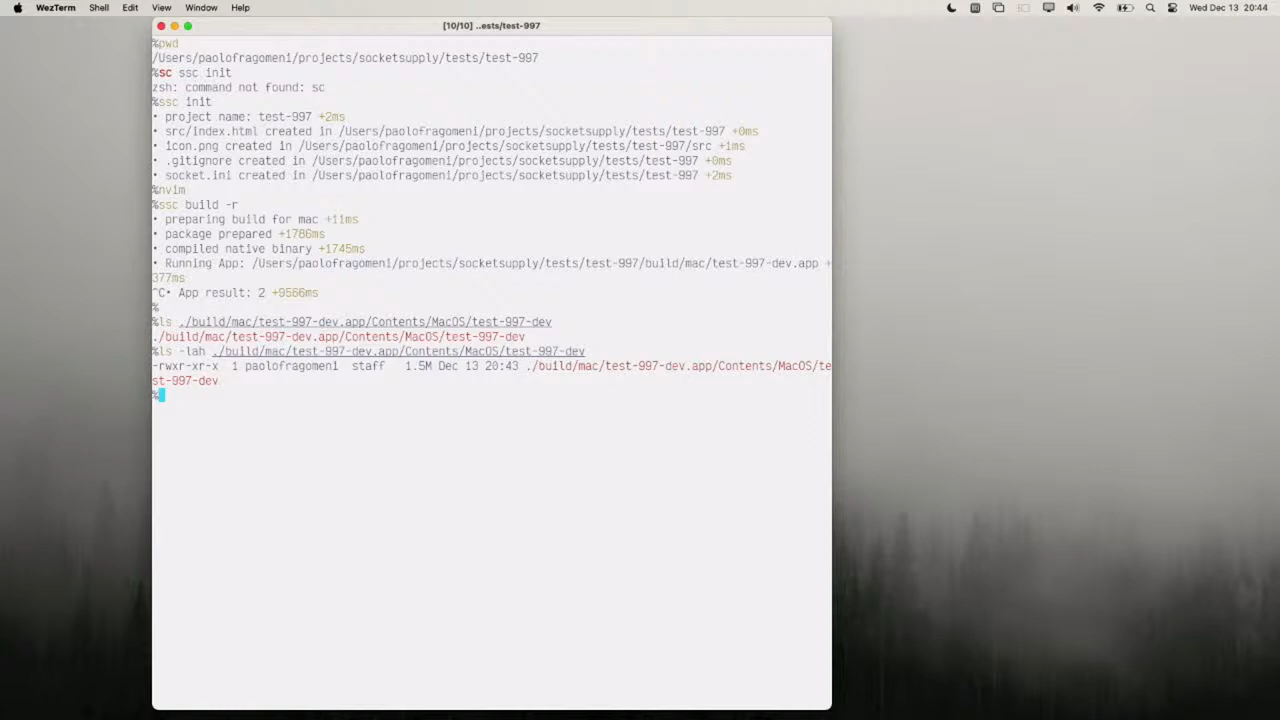 WezTerm Shell Edit View Window Help Wed Dec 13 20:44
[10/10] ..ests/test-997
%pwd
/Users/paolofragomeni/projects/socketsupply/tests/test-997
%sc ssc init
zsh: command not found: sc
%ssc init
• project name: test-997 +2ms
• src/index.html created in /Users/paolofragomeni/projects/socketsupply/tests/test-997 +0ms
• icon.png created in /Users/paolofragomeni/projects/socketsupply/tests/test-997/src +1ms
• .gitignore created in /Users/paolofragomeni/projects/socketsupply/tests/test-997 +0ms
• socket.ini created in /Users/paolofragomeni/projects/socketsupply/tests/test-997 +2ms
%nvim
%ssc build -r
• preparing build for mac +11ms
• package prepared +1786ms
• compiled native binary +1745ms
• Running App: /Users/paolofragomeni/projects/socketsupply/tests/test-997/build/mac/test-997-dev.app +
377ms
^C• App result: 2 +9566ms
%
%ls ./build/mac/test-997-dev.app/Contents/MacOS/test-997-dev
./build/mac/test-997-dev.app/Contents/MacOS/test-997-dev
%ls -lah ./build/mac/test-997-dev.app/Contents/MacOS/test-997-dev
-rwxr-xr-x 1 paolofragomeni staff 1.5M Dec 13 20:43 ./build/mac/test-997-dev.app/Contents/MacOS/te
st-997-dev
%